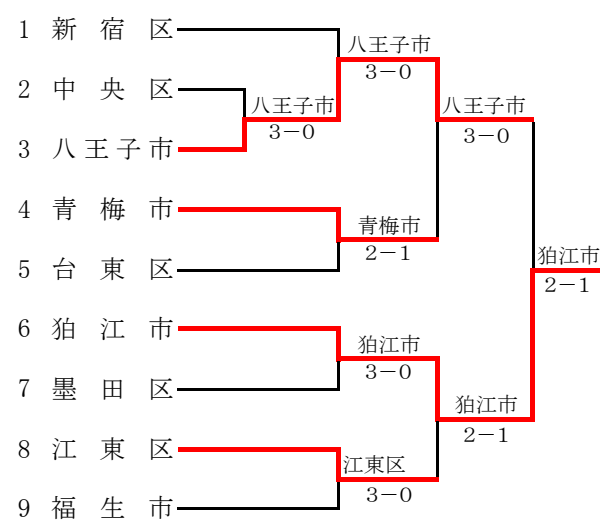 1 新宿区
八王子市
3-0
2 中央区
八王子市
3-0
八王子市
3-0
3 八王子市
4 青梅市
青梅市
2-1
5 台東区
狛江市
2-1
6 狛江市
狛江市
3-0
7 墨田区
狛江市
2-1
8 江東区
江東区
3-0
9 福生市